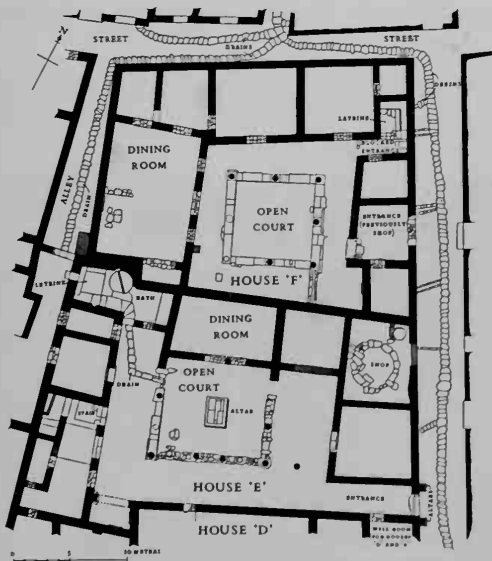 STREET
STREET
DRAINS
DRAINS
N
LATRINE
BLOCKED
ENTRANCE
DINING
ROOM
ALLEY
DRAIN
OPEN
COURT
ENTRANCE
(PREVIOUSLY
SHOP)
HOUSE 'F'
LATRINE
BATH
DINING
ROOM
SHOP
OPEN
COURT
DRAIN
ALTAR
STAIR
HOUSE 'E'
ENTRANCE
ALTARS
HOUSE 'D'
WELL ROOM
FOR HOUSES
0 5 10 METRES